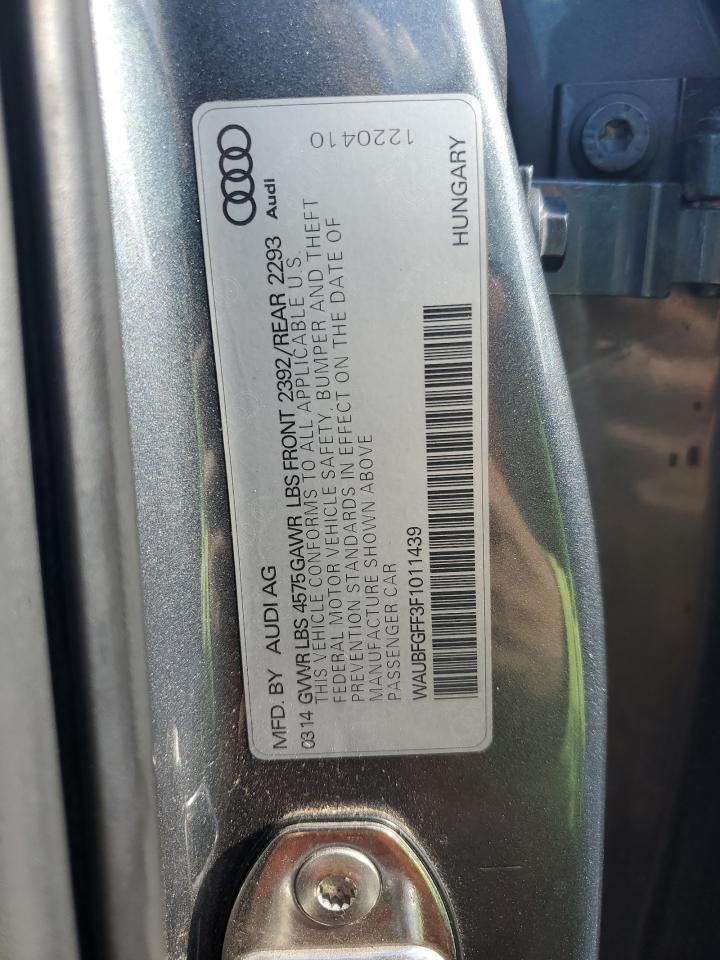 MFD. BY AUDI AG
Audi
0314 GVWR LBS 4575 GAWR LBS FRONT 2392/REAR 2293
THIS VEHICLE CONFORMS TO ALL APPLICABLE U.S.
FEDERAL MOTOR VEHICLE SAFETY, BUMPER AND THEFT
PREVENTION STANDARDS IN EFFECT ON THE DATE OF
MANUFACTURE SHOWN ABOVE
PASSENGER CAR
1220410
WAUBFGFF3F1011439
HUNGARY